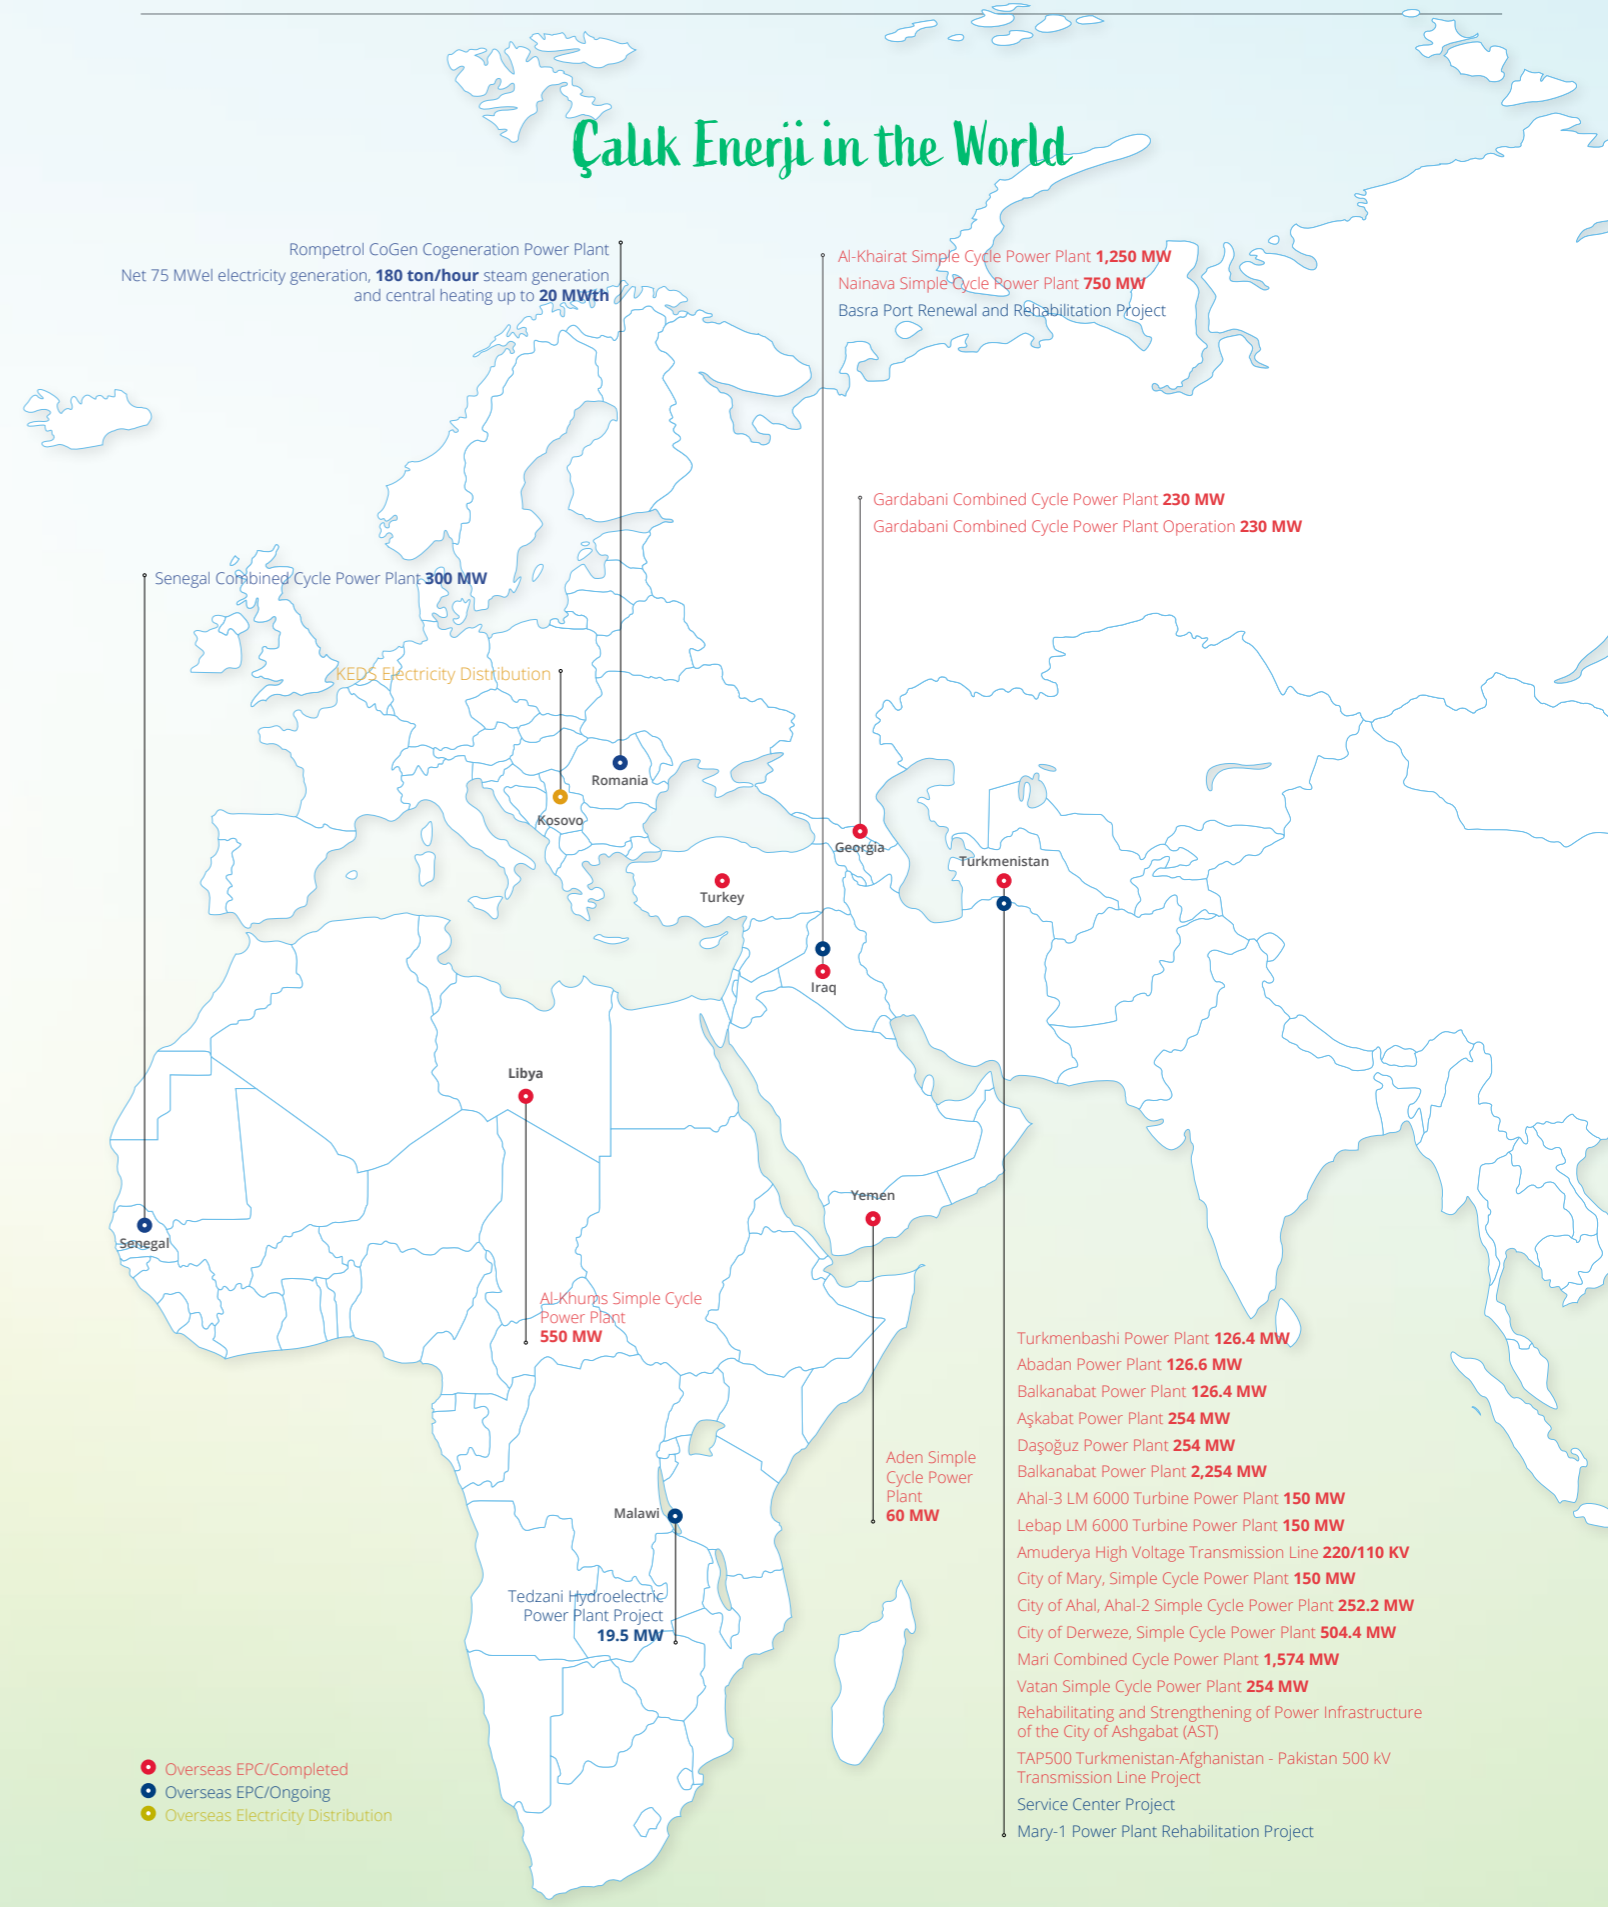 Çalık Enerji in the World
Rompetrol CoGen Cogeneration Power Plant
Net 75 MWel electricity generation, 180 ton/hour steam generation
and central heating up to 20 MWth
Al-Khairat Simple Cycle Power Plant 1,250 MW
Nainava Simple Cycle Power Plant 750 MW
Basra Port Renewal and Rehabilitation Project
Gardabani Combined Cycle Power Plant 230 MW
Gardabani Combined Cycle Power Plant Operation 230 MW
Senegal Combined Cycle Power Plant 300 MW
KEDS Electricity Distribution
Romania
Kosovo
Georgia
Turkmenistan
Turkey
Iraq
Libya
Yemen
Senegal
Al-Khums Simple Cycle
Power Plant
550 MW
Aden Simple
Cycle Power
Plant
60 MW
Malawi
Tedzani Hydroelectric
Power Plant Project
19.5 MW
Turkmenbashi Power Plant 126.4 MW
Abadan Power Plant 126.6 MW
Balkanabat Power Plant 126.4 MW
Aşkabat Power Plant 254 MW
Daşoğuz Power Plant 254 MW
Balkanabat Power Plant 2,254 MW
Ahal-3 LM 6000 Turbine Power Plant 150 MW
Lebap LM 6000 Turbine Power Plant 150 MW
Amuderya High Voltage Transmission Line 220/110 KV
City of Mary, Simple Cycle Power Plant 150 MW
City of Ahal, Ahal-2 Simple Cycle Power Plant 252.2 MW
City of Derweze, Simple Cycle Power Plant 504.4 MW
Mari Combined Cycle Power Plant 1,574 MW
Vatan Simple Cycle Power Plant 254 MW
Rehabilitating and Strengthening of Power Infrastructure
of the City of Ashgabat (AST)
TAP500 Turkmenistan-Afghanistan - Pakistan 500 kV
Transmission Line Project
Service Center Project
Mary-1 Power Plant Rehabilitation Project
Overseas EPC/Completed
Overseas EPC/Ongoing
Overseas Electricity Distribution